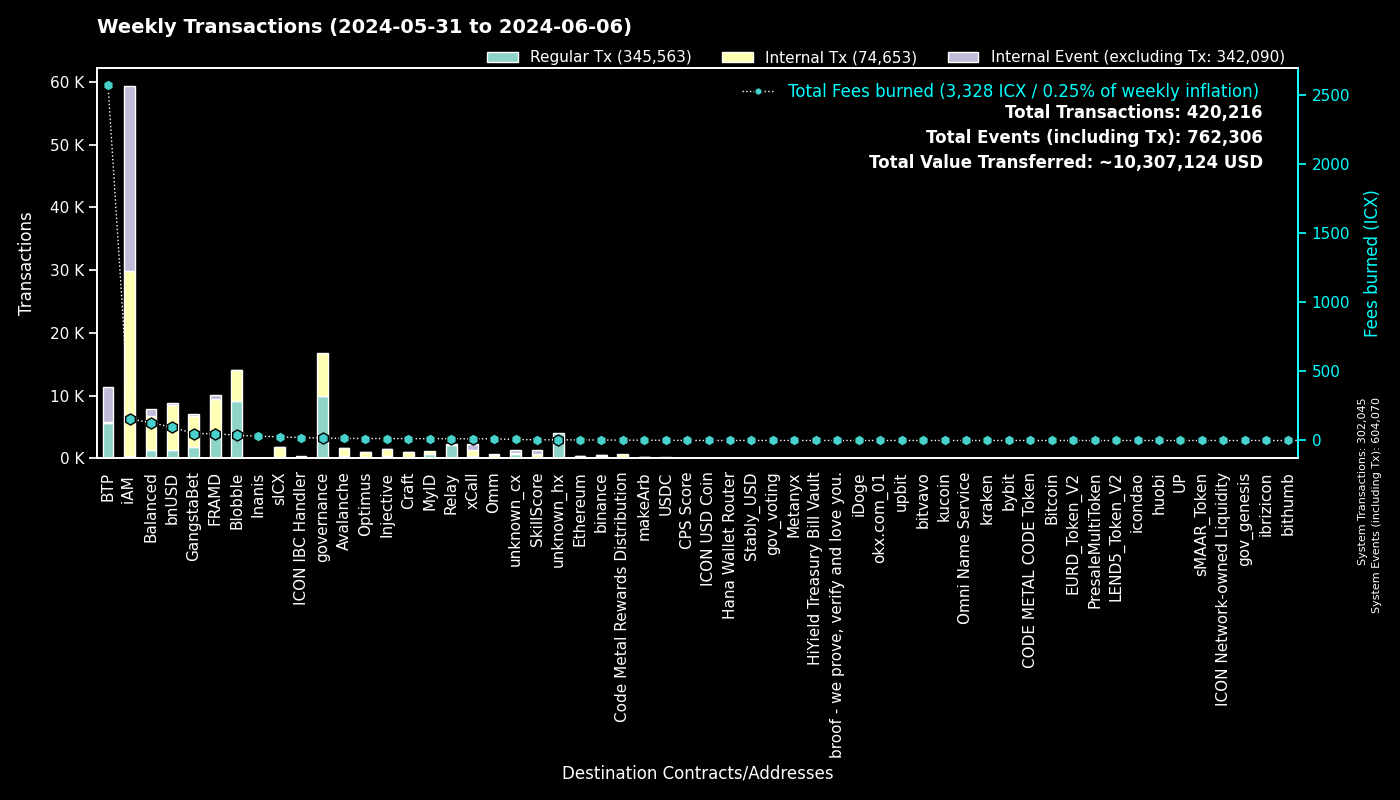 Weekly Transactions (2024-05-31 to 2024-06-06)
Regular Tx (345,563)
Internal Tx (74,653)
Internal Event (excluding Tx: 342,090)
Total Fees burned (3,328 ICX / 0.25% of weekly inflation)
Total Transactions: 420,216
Total Events (including Tx): 762,306
Total Value Transferred: ~10,307,124 USD
Transactions
60 K
50 K
40 K
30 K
20 K
10 K
0 K
2500
2000
1500
1000
500
0
Fees burned (ICX)
System Transactions: 302,045
System Events (including Tx): 604,070
BTP
iAM
Balanced
bnUSD
GangstaBet
FRAMD
Blobble
Inanis
sICX
ICON IBC Handler
governance
Avalanche
Optimus
Injective
Craft
MyID
Relay
xCall
Omm
unknown_cx
SkillScore
unknown_hx
Ethereum
binance
Code Metal Rewards Distribution
makeArb
USDC
CPS Score
ICON USD Coin
Hana Wallet Router
Stably_USD
gov_voting
Metanyx
HiYield Treasury Bill Vault
broof - we prove, verify and love you.
iDoge
okx.com_01
upbit
bitvavo
kucoin
Omni Name Service
kraken
bybit
CODE METAL CODE Token
Bitcoin
EURD_Token_V2
PresaleMultiToken
LEND5_Token_V2
icondao
huobi
UP
sMAAR_Token
ICON Network-owned Liquidity
gov_genesis
ibrizicon
bithumb
Destination Contracts/Addresses